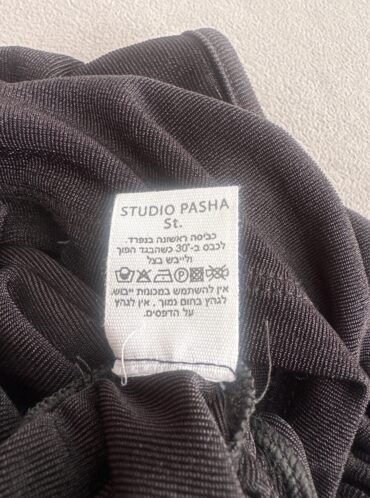 STUDIO PASHA
St.
כביסה ראשונה בנפרד.
לכבס ב-30° כשהבגד הפוך
ולייבש בצל
אין להשתמש במכונות ייבוש.
לגהץ בחום נמוך, אין לגהץ
על הדפסים.